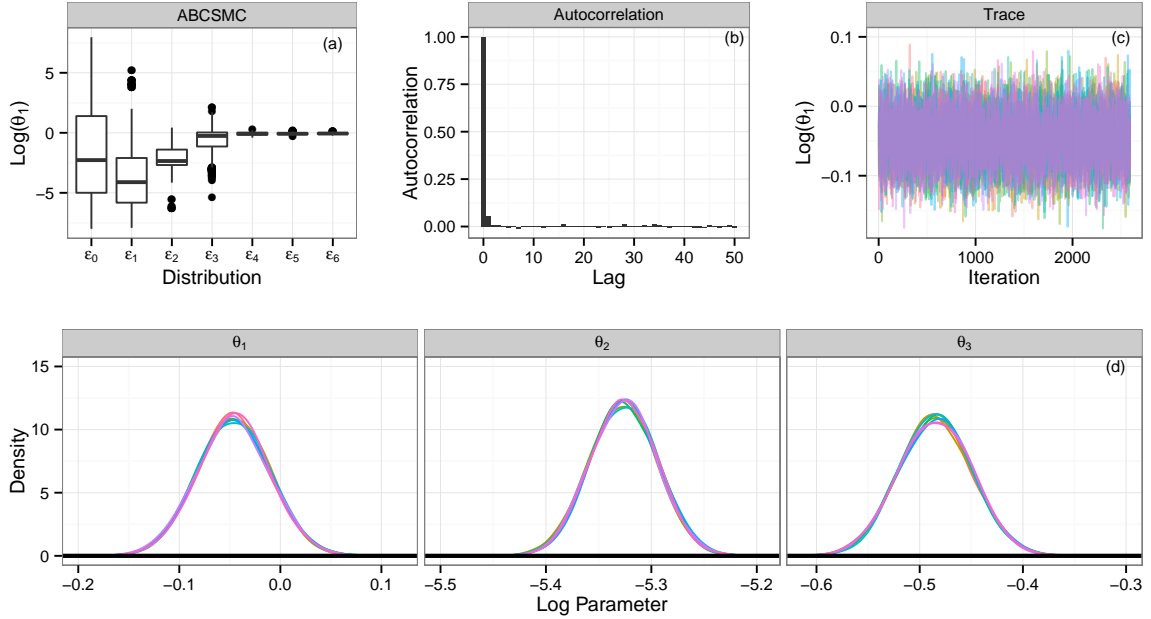 ABCSMC
(a)
Log(θ₁)
5
0
−5
ε₀ ε₁ ε₂ ε₃ ε₄ ε₅ ε₆
Distribution
Autocorrelation
(b)
Autocorrelation
1.00
0.75
0.50
0.25
0.00
0 10 20 30 40 50
Lag
Trace
(c)
Log(θ₁)
0.1
0.0
−0.1
0 1000 2000
Iteration
θ₁ θ₂ θ₃
(d)
Density
15
10
5
0
−0.2 −0.1 0.0 0.1
−5.5 −5.4 −5.3 −5.2
−0.6 −0.5 −0.4 −0.3
Log Parameter